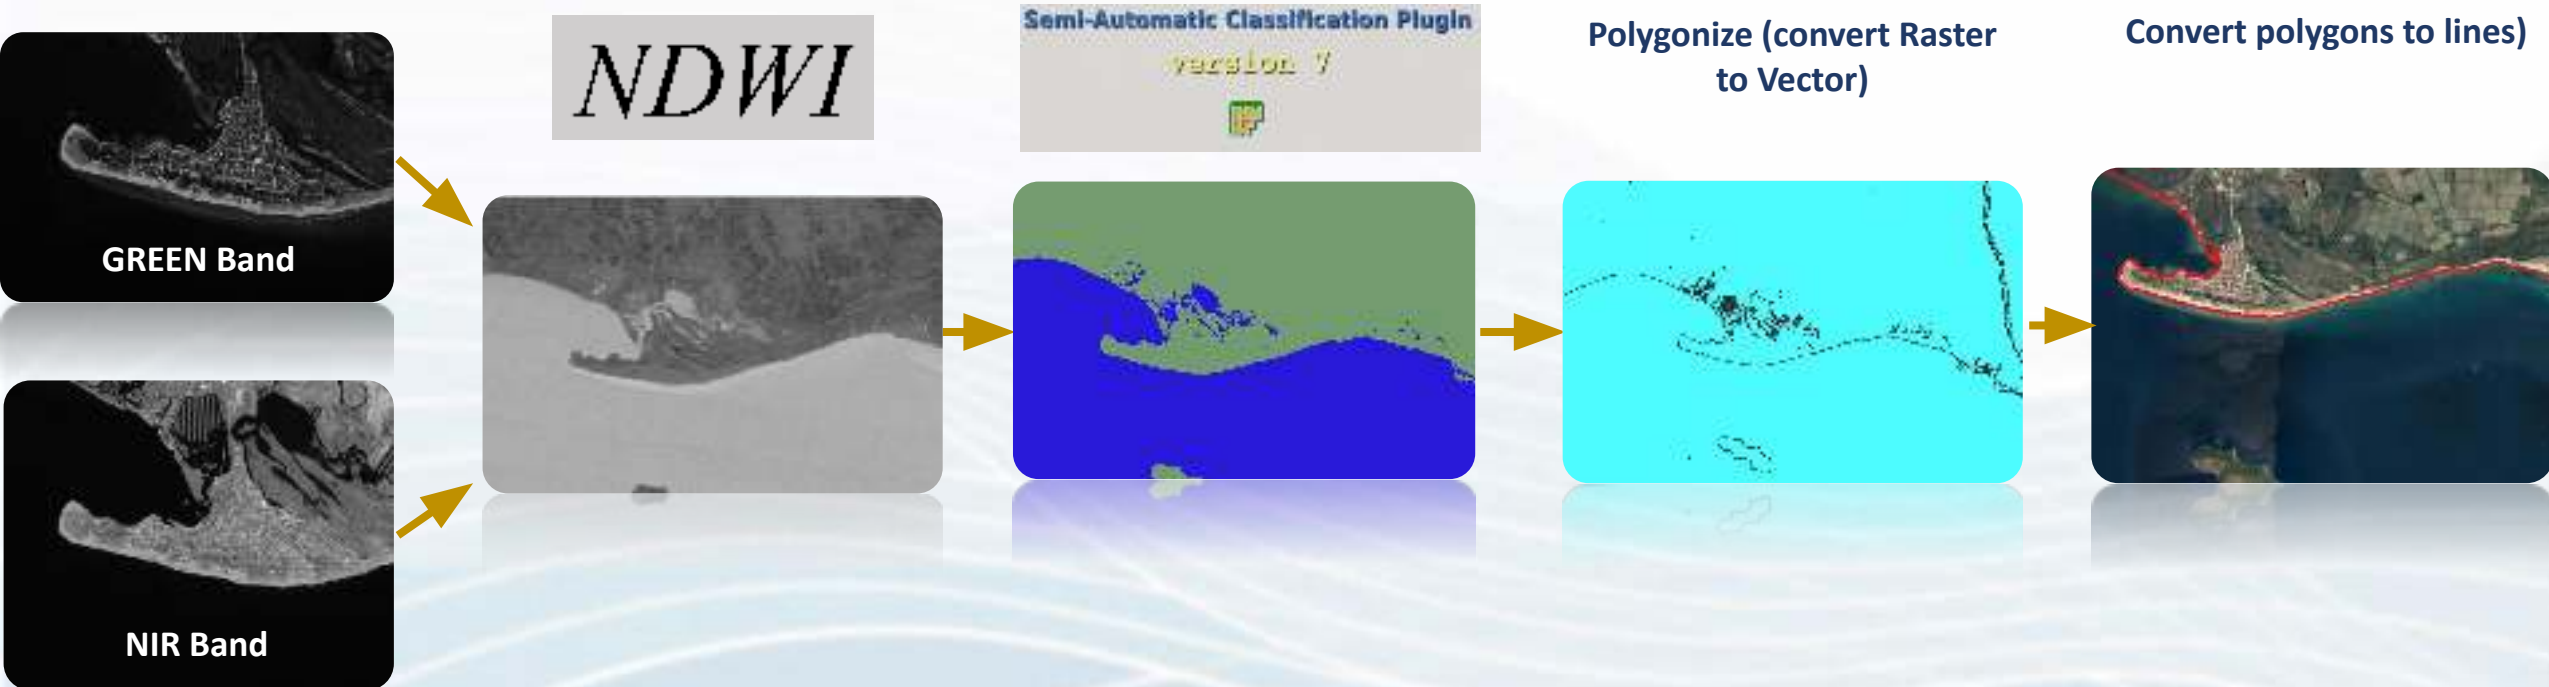 GREEN Band
NIR Band
NDWI
Semi-Automatic Classification Plugin
version 7
Polygonize (convert Raster
to Vector)
Convert polygons to lines)